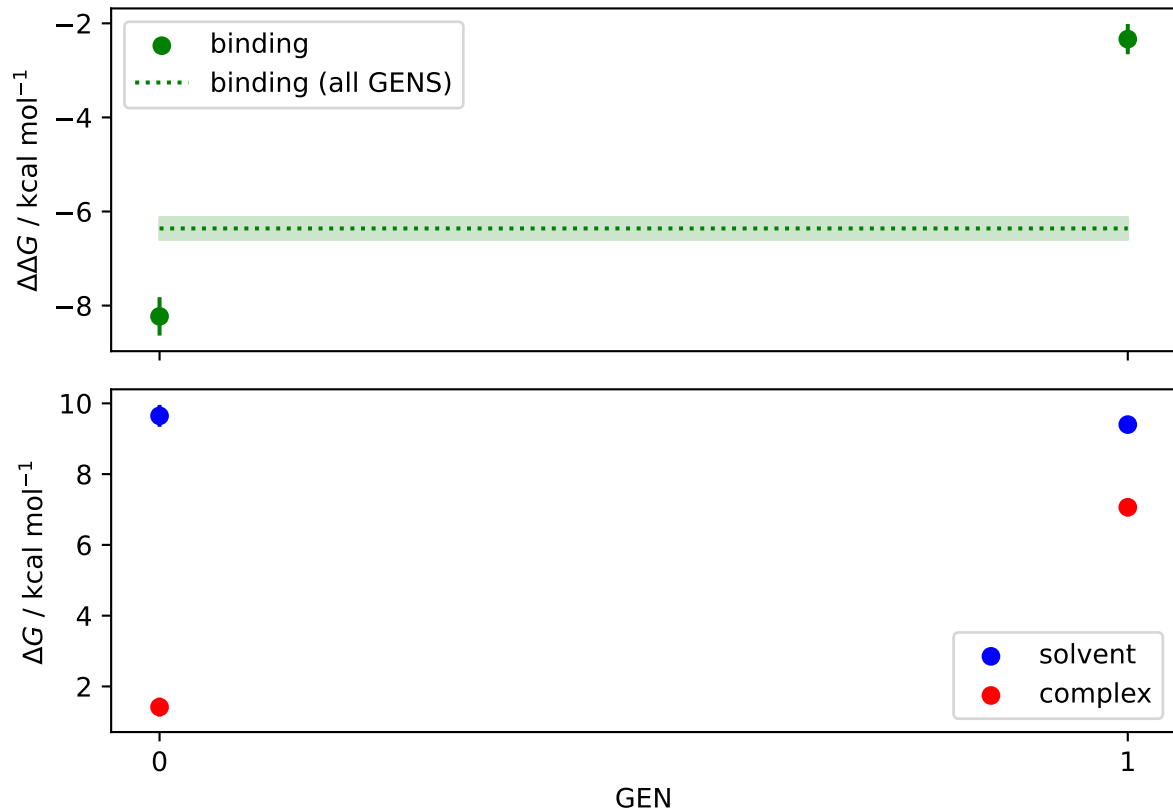 −2
−4
−6
−8
ΔΔG / kcal mol⁻¹
binding
binding (all GENS)
10
8
6
4
2
ΔG / kcal mol⁻¹
solvent
complex
0 1
GEN